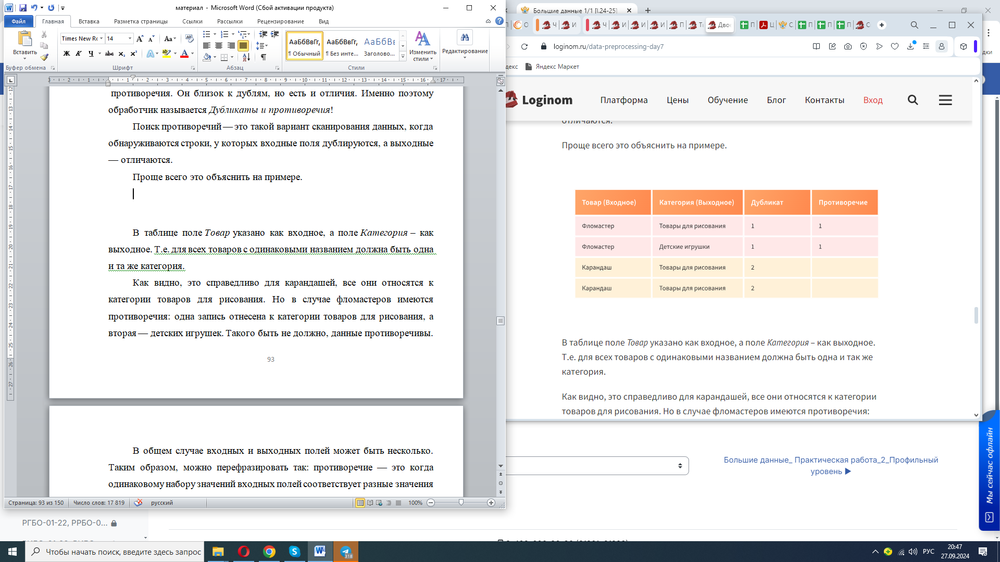 материал - Microsoft Word (Сбой активации продукта)
Файл
Главная
Вставка
Разметка страницы
Ссылки
Рассылки
Рецензирование
Вид
Вставить
Буфер обмена
Times New Ro
14
Шрифт
Абзац
АаБбВвГг,
¶ Обычный
АаБбВвГг,
¶ Без инте...
АаБбВв
Заголово...
Стили
Изменить стили
Редактирование
противоречия. Он близок к дублям, но есть и отличия. Именно поэтому
обработчик называется Дубликаты и противоречия!
Поиск противоречий — это такой вариант сканирования данных, когда
обнаруживаются строки, у которых входные поля дублируются, а выходные
— отличаются.
Проще всего это объяснить на примере.
В таблице поле Товар указано как входное, а поле Категория – как
выходное. Т.е. для всех товаров с одинаковыми названием должна быть одна
и та же категория.
Как видно, это справедливо для карандашей, все они относятся к
категории товаров для рисования. Но в случае фломастеров имеются
противоречия: одна запись отнесена к категории товаров для рисования, а
вторая — детских игрушек. Такого быть не должно, данные противоречивы.
93
В общем случае входных и выходных полей может быть несколько.
Таким образом, можно перефразировать так: противоречие — это когда
одинаковому набору значений входных полей соответствует разные значения
Страница: 93 из 150
Число слов: 17 819
русский
100%
Большие данные 1/1 [I.24-25]
Двое
loginom.ru/data-preprocessing-day7
декс
Яндекс Маркет
дки
Loginom
Платформа
Цены
Обучение
Блог
Контакты
Вход
отличаются.
Проще всего это объяснить на примере.
Товар (Входное) Категория (Выходное) Дубликат Противоречие
Фломастер Товары для рисования 1 1
Фломастер Детские игрушки 1 1
Карандаш Товары для рисования 2
Карандаш Товары для рисования 2
В таблице поле Товар указано как входное, а поле Категория – как выходное.
Т.е. для всех товаров с одинаковыми названием должна быть одна и так же
категория.
Как видно, это справедливо для карандашей, все они относятся к категории
товаров для рисования. Но в случае фломастеров имеются противоречия:
Большие данные_ Практическая работа_2_Профильный
уровень ▶
Мы сейчас офлайн
РГБО-01-22, РРБО-0...
Чтобы начать поиск, введите здесь запрос
318
РУС
20:47
27.09.2024